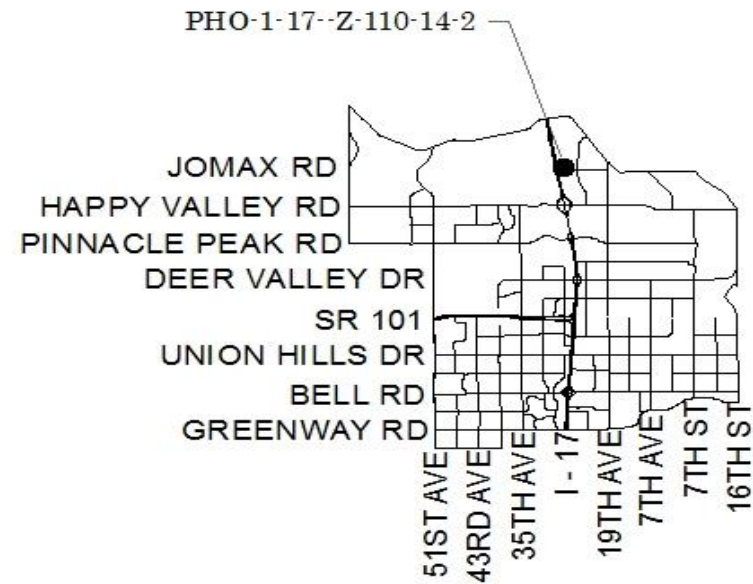 PHO-1-17--Z-110-14-2
JOMAX RD
HAPPY VALLEY RD
PINNACLE PEAK RD
DEER VALLEY DR
SR 101
UNION HILLS DR
BELL RD
GREENWAY RD
51ST AVE
43RD AVE
35TH AVE
I - 17
19TH AVE
7TH AVE
7TH ST
16TH ST